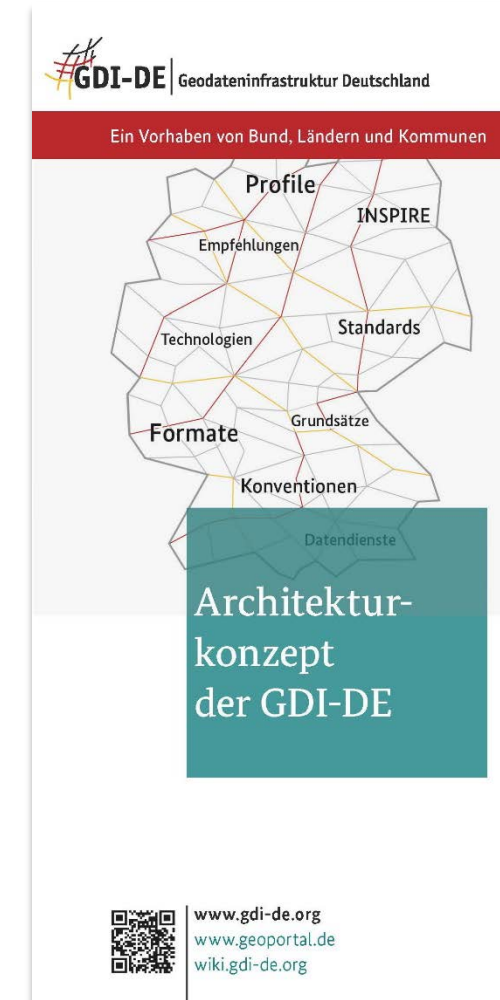 GDI-DE Geodateninfrastruktur Deutschland
Ein Vorhaben von Bund, Ländern und Kommunen
Profile
INSPIRE
Empfehlungen
Standards
Technologien
Grundsätze
Formate
Konventionen
Datendienste
Architektur-
konzept
der GDI-DE
www.gdi-de.org
www.geoportal.de
wiki.gdi-de.org